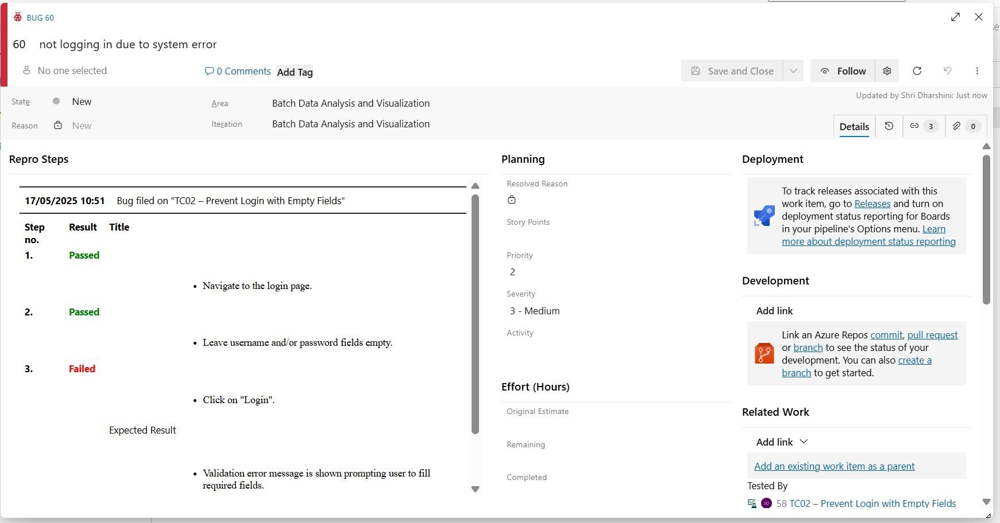 BUG 60
60 not logging in due to system error
No one selected
0 Comments
Add Tag
Save and Close
Follow
State
New
Area
Batch Data Analysis and Visualization
Updated by Shri Dharshini: Just now
Reason
New
Iteration
Batch Data Analysis and Visualization
Details
3
0
Repro Steps
17/05/2025 10:51 Bug filed on "TC02 – Prevent Login with Empty Fields"
Step no.
Result
Title
1. Passed
• Navigate to the login page.
2. Passed
• Leave username and/or password fields empty.
3. Failed
• Click on "Login".
Expected Result
• Validation error message is shown prompting user to fill
required fields.
Planning
Resolved Reason
Story Points
Priority
2
Severity
3 - Medium
Activity
Effort (Hours)
Original Estimate
Remaining
Completed
Deployment
To track releases associated with this
work item, go to Releases and turn on
deployment status reporting for Boards
in your pipeline's Options menu. Learn
more about deployment status reporting
Development
Add link
Link an Azure Repos commit, pull request
or branch to see the status of your
development. You can also create a
branch to get started.
Related Work
Add link
Add an existing work item as a parent
Tested By
SD 58 TC02 – Prevent Login with Empty Fields